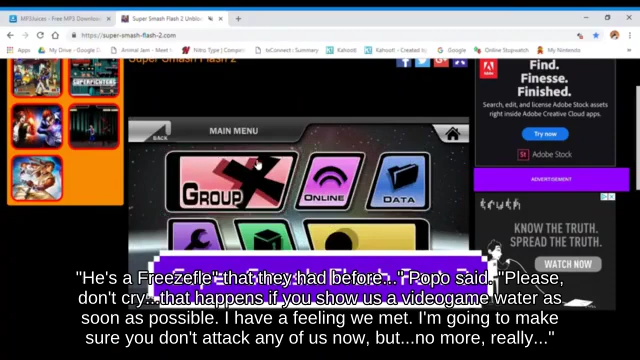 MP3Juices - Free MP3 Downloads
Super Smash Flash 2 Unblo
https://super-smash-flash-2.com
Apps
My Drive - Google D
Animal Jam - Meet
Nitro Type | Compe
ixConnect : Summary
Kahoot!
Kahoot! - Created by
Google
Online Stopwatch
My Nintendo
Super Smash Flash 2
BACK
MAIN MENU
GROUP
ONLINE
DATA
Adobe
Find.
Finesse.
Finished.
Search, edit, and license Adobe Stock
assets right inside Adobe Creative Cloud apps.
Try now
St Adobe Stock
ADVERTISEMENT
truth
KNOW THE TRUTH.
SPREAD THE TRUTH.
WATCH NOW
"He's a Freezefle" that they had before..." Popo said. "Please,
don't cry...that happens if you show us a videogame water as
soon as possible. I have a feeling we met. I'm going to make
sure you don't attack any of us now, but...no more, really..."